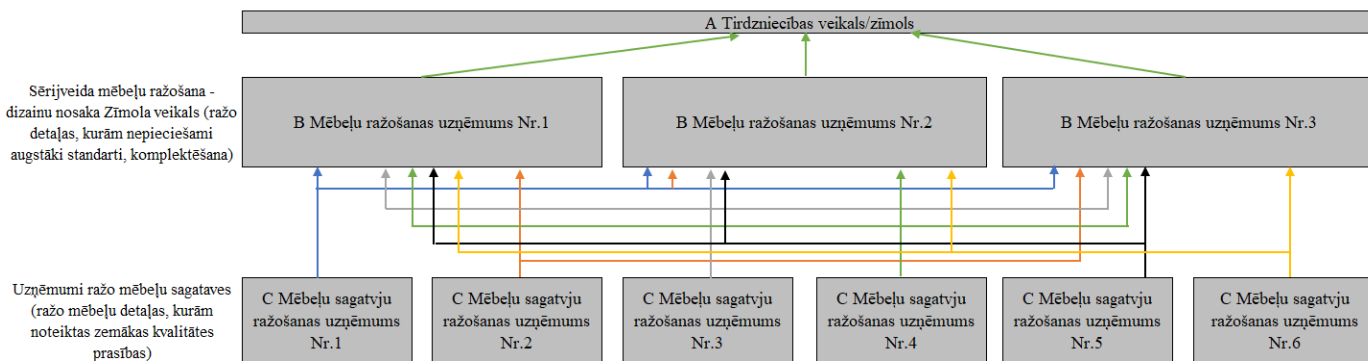 A Tirdzniecības veikals/zīmols
Sērijveida mēbeļu ražošana -
dizainu nosaka Zīmola veikals (ražo
detaļas, kurām nepieciešami
augstāki standarti, komplektēšana)
B Mēbeļu ražošanas uzņēmums Nr.1
B Mēbeļu ražošanas uzņēmums Nr.2
B Mēbeļu ražošanas uzņēmums Nr.3
Uzņēmumi ražo mēbeļu sagataves
(ražo mēbeļu detaļas, kurām
noteiktas zemākas kvalitātes
prasības)
C Mēbeļu sagatvju
ražošanas uzņēmums
Nr.1
C Mēbeļu sagatvju
ražošanas uzņēmums
Nr.2
C Mēbeļu sagatvju
ražošanas uzņēmums
Nr.3
C Mēbeļu sagatvju
ražošanas uzņēmums
Nr.4
C Mēbeļu sagatvju
ražošanas uzņēmums
Nr.5
C Mēbeļu sagatvju
ražošanas uzņēmums
Nr.6